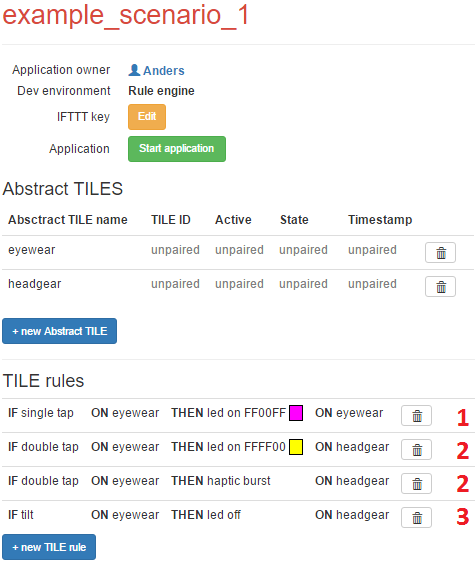 example_scenario_1
Application owner Anders
Dev environment Rule engine
IFTTT key Edit
Application Start application
Abstract TILES
Absctract TILE name TILE ID Active State Timestamp
eyewear unpaired unpaired unpaired unpaired
headgear unpaired unpaired unpaired unpaired
+ new Abstract TILE
TILE rules
IF single tap ON eyewear THEN led on FF00FF ON eyewear 1
IF double tap ON eyewear THEN led on FFFF00 ON headgear 2
IF double tap ON eyewear THEN haptic burst ON headgear 2
IF tilt ON eyewear THEN led off ON headgear 3
+ new TILE rule